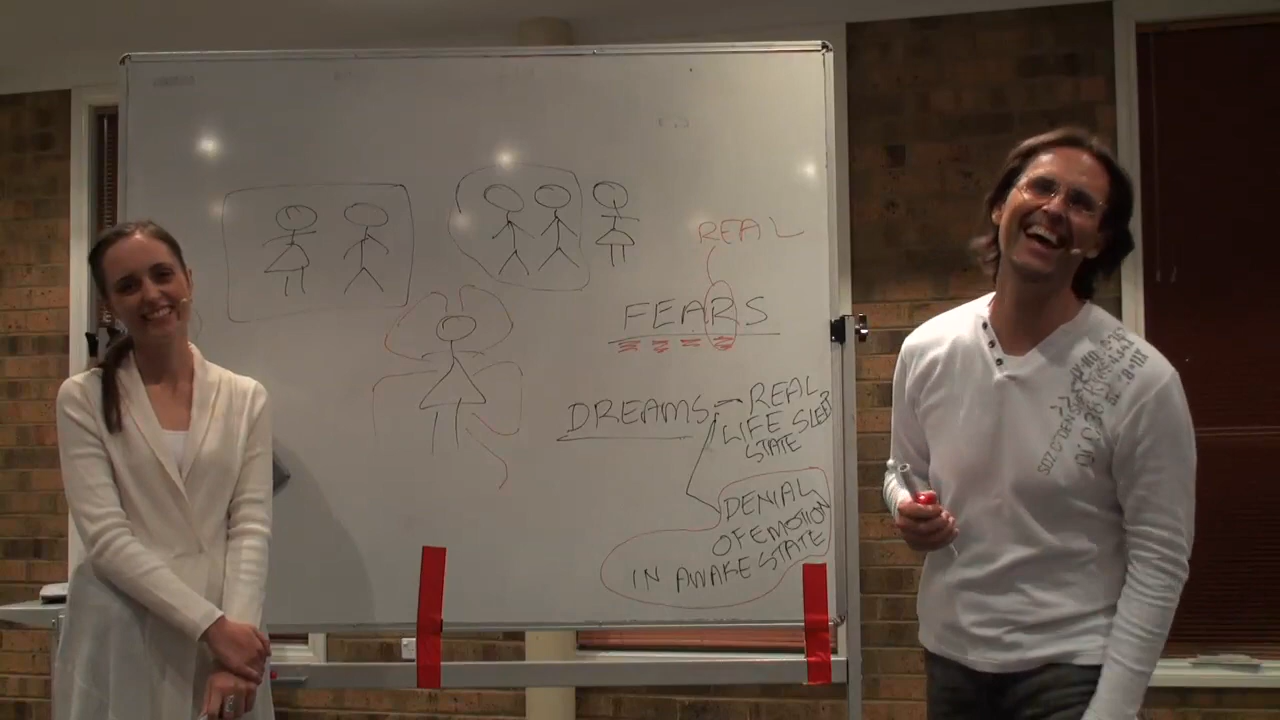 REAL
FEARS
DREAMS - REAL
LIFE SLEEP
STATE
DENIAL
OF EMOTION
IN AWAKE STATE